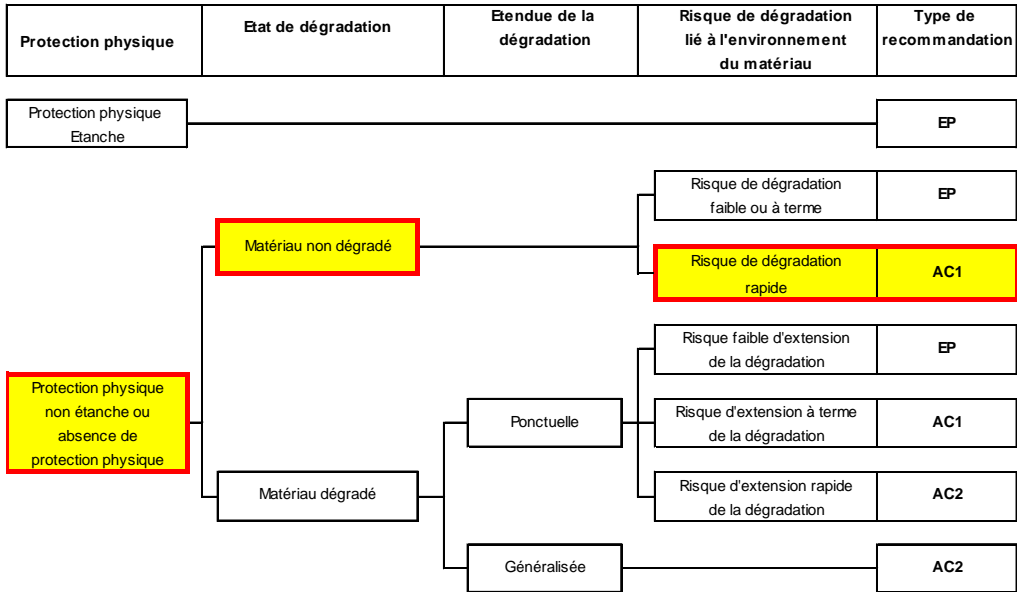 Protection physique
Etat de dégradation
Etendue de la
dégradation
Risque de dégradation
lié à l'environnement
du matériau
Type de
recommandation
Protection physique
Etanche
EP
Risque de dégradation
faible ou à terme
EP
Matériau non dégradé
Risque de dégradation
rapide
AC1
Risque faible d'extension
de la dégradation
EP
Protection physique
non étanche ou
absence de
protection physique
Ponctuelle
Risque d'extension à terme
de la dégradation
AC1
Matériau dégradé
Risque d'extension rapide
de la dégradation
AC2
Généralisée
AC2